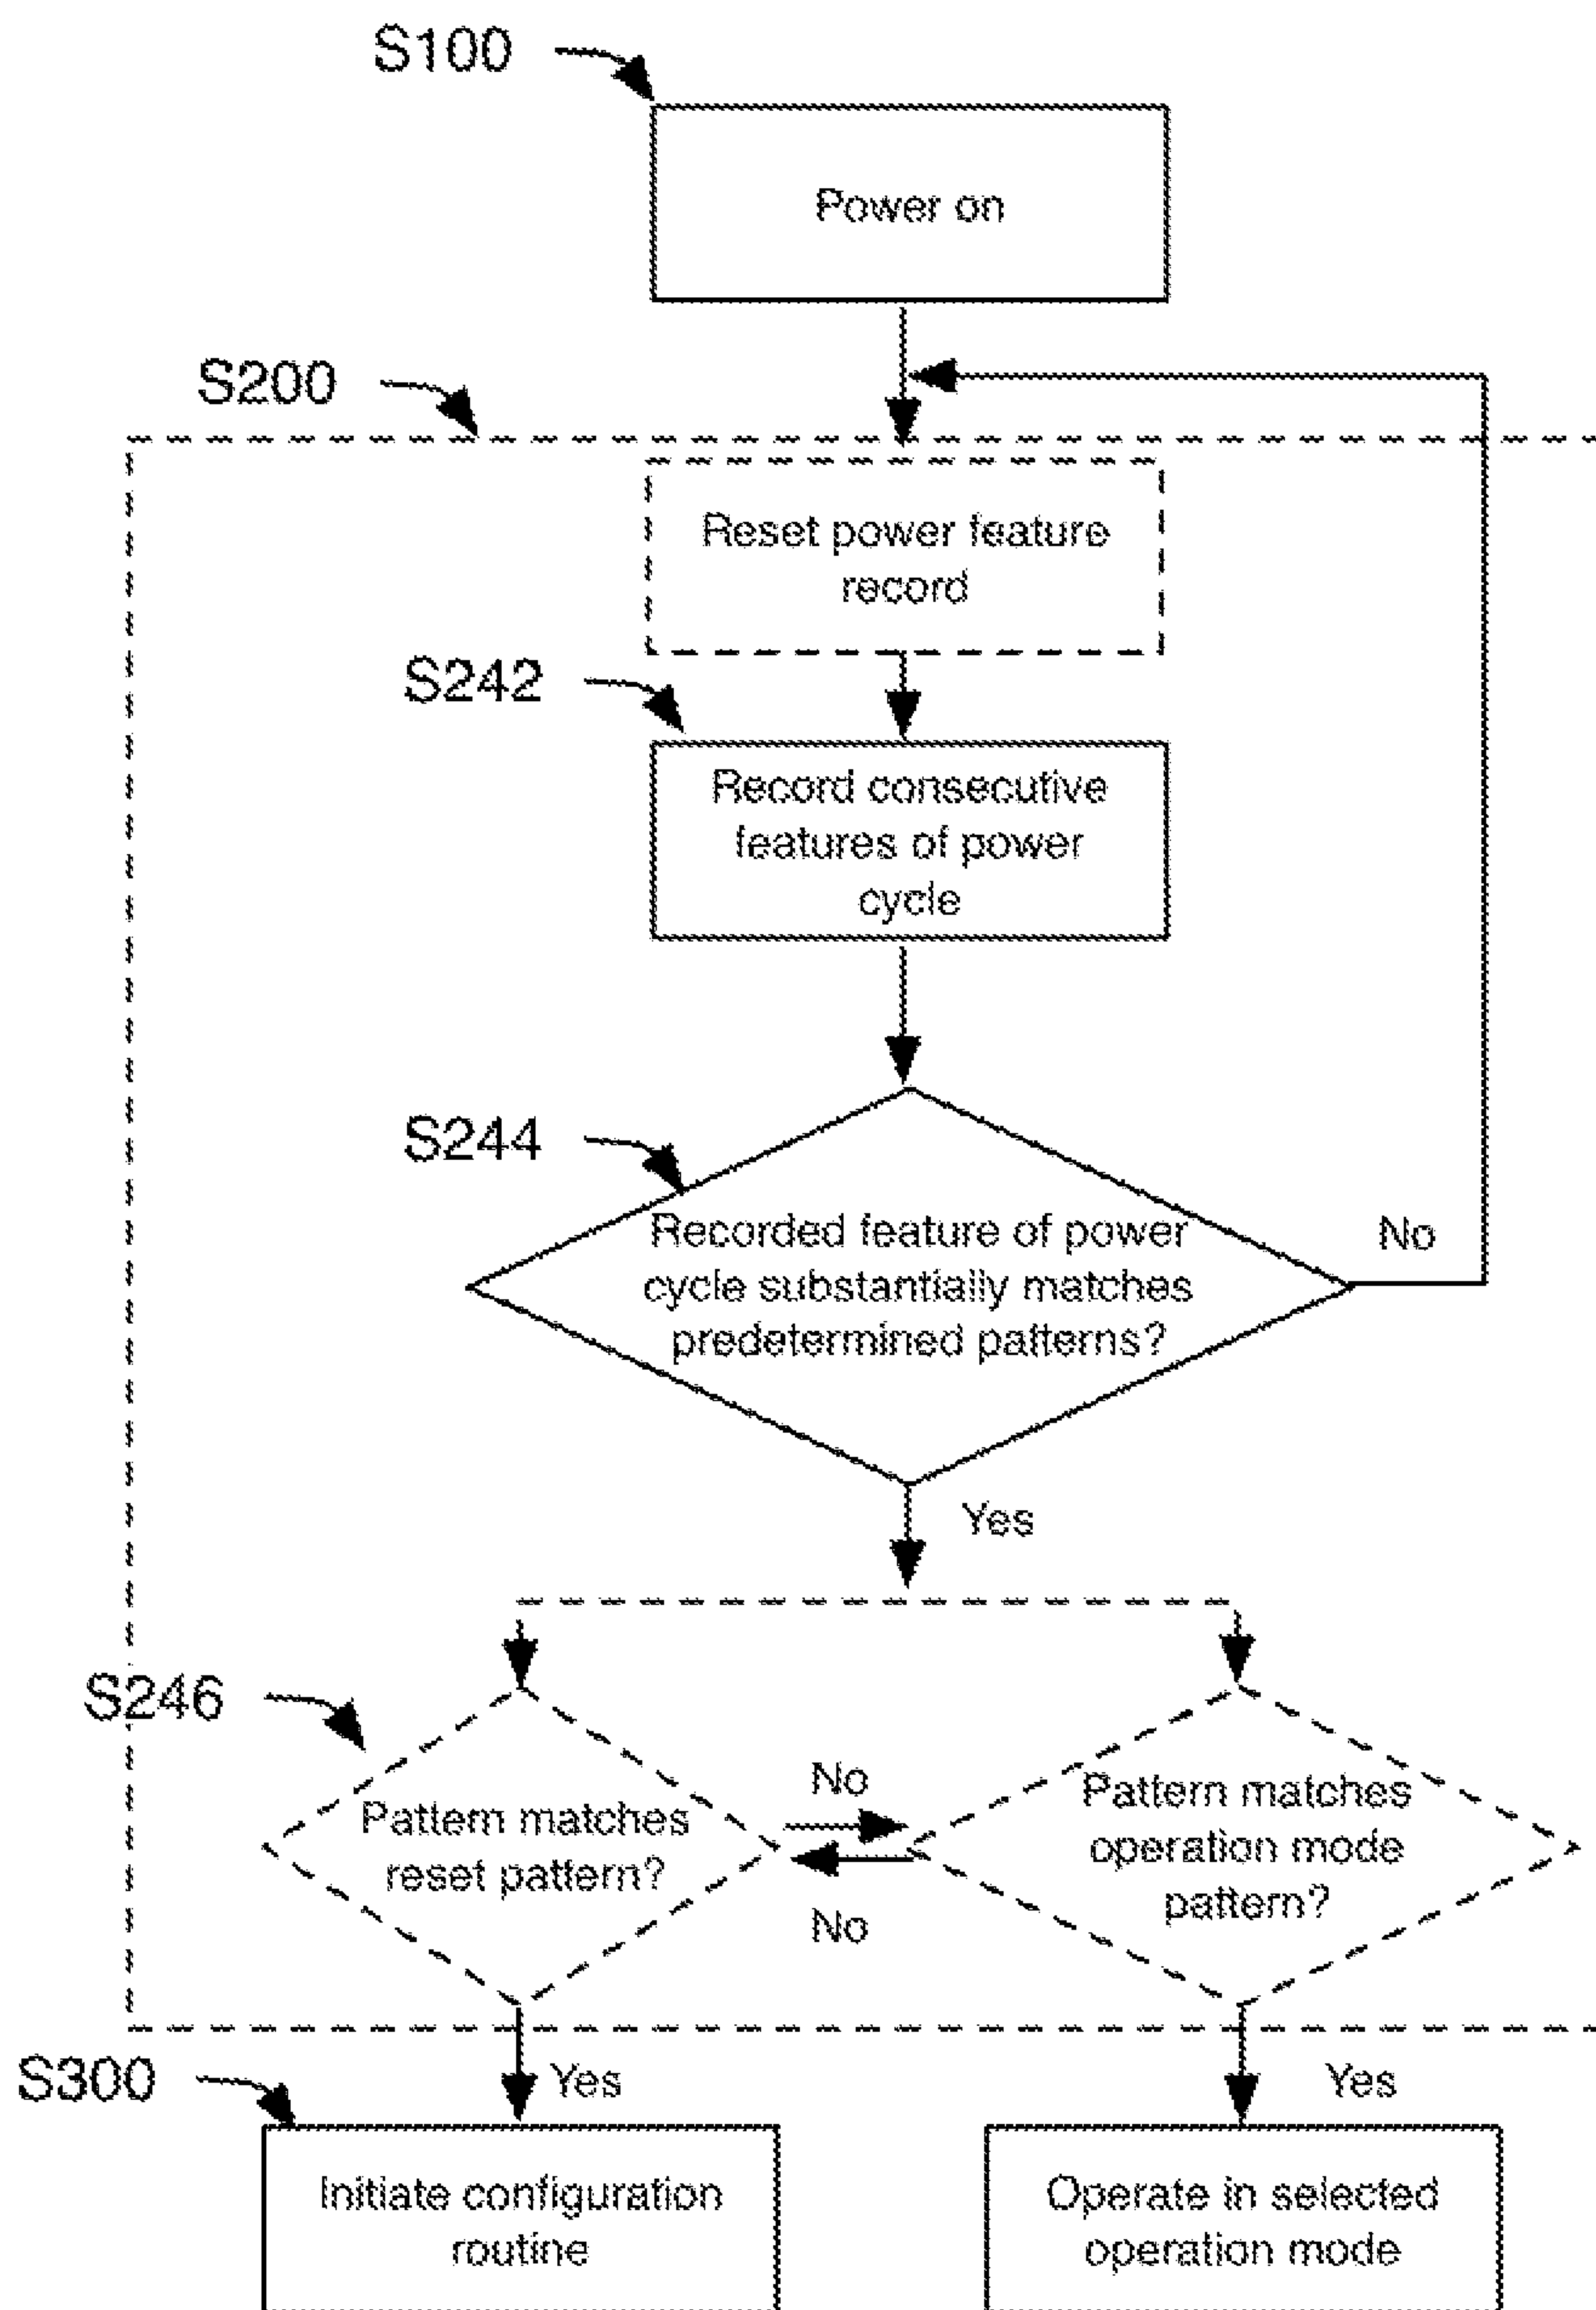 S100
Power on
S200
Reset power feature
record
S242
Record consecutive
features of power
cycle
S244
Recorded feature of power
cycle substantially matches
predetermined patterns?
No
Yes
S246
Pattern matches
reset pattern?
No
No
Pattern matches
operation mode
pattern?
S300
Yes
Yes
Initiate configuration
routine
Operate in selected
operation mode